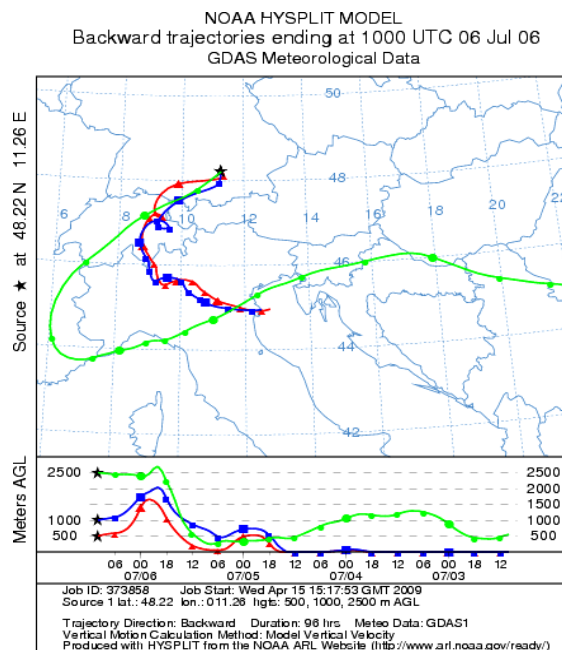 NOAA HYSPLIT MODEL
Backward trajectories ending at 1000 UTC 06 Jul 06
GDAS Meteorological Data
Source ★ at 48.22 N 11.26 E
50
48
6 8 10 12 14 16 18 20 22
46
44
42
Meters AGL
2500 2500
2000
1500
1000 1000
500 500
06 00 18 12 06 00 18 12 06 00 18 12 06 00 18 12
07/06 07/05 07/04 07/03
Job ID: 373858 Job Start: Wed Apr 15 15:17:53 GMT 2009
Source 1 lat.: 48.22 lon.: 011.26 hgts: 500, 1000, 2500 m AGL
Trajectory Direction: Backward Duration: 96 hrs Meteo Data: GDAS1
Vertical Motion Calculation Method: Model Vertical Velocity
Produced with HYSPLIT from the NOAA ARL Website (http://www.arl.noaa.gov/ready/)